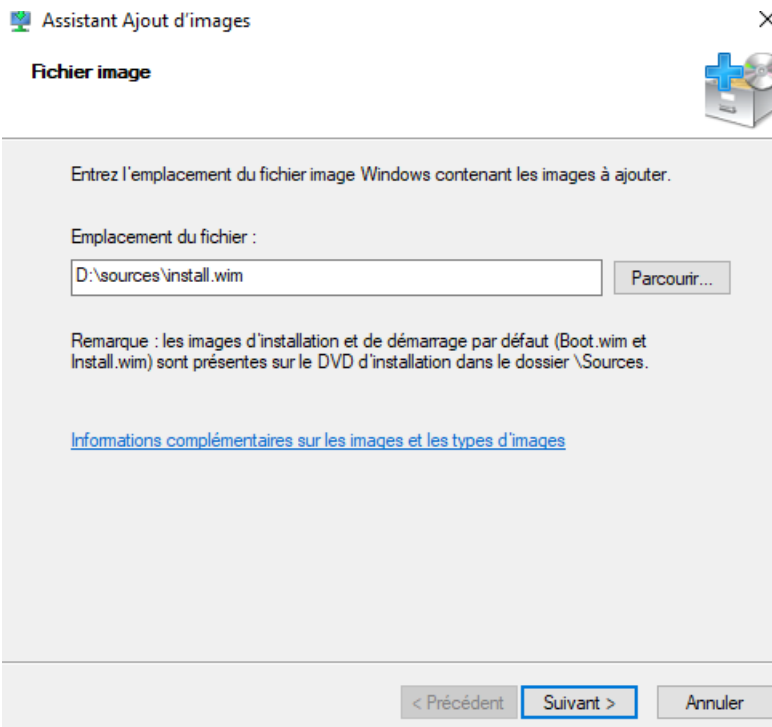 Assistant Ajout d'images
Fichier image
Entrez l'emplacement du fichier image Windows contenant les images à ajouter.
Emplacement du fichier :
D:\sources\install.wim
Parcourir...
Remarque : les images d'installation et de démarrage par défaut (Boot.wim et
Install.wim) sont présentes sur le DVD d'installation dans le dossier \Sources.
Informations complémentaires sur les images et les types d'images
< Précédent
Suivant >
Annuler